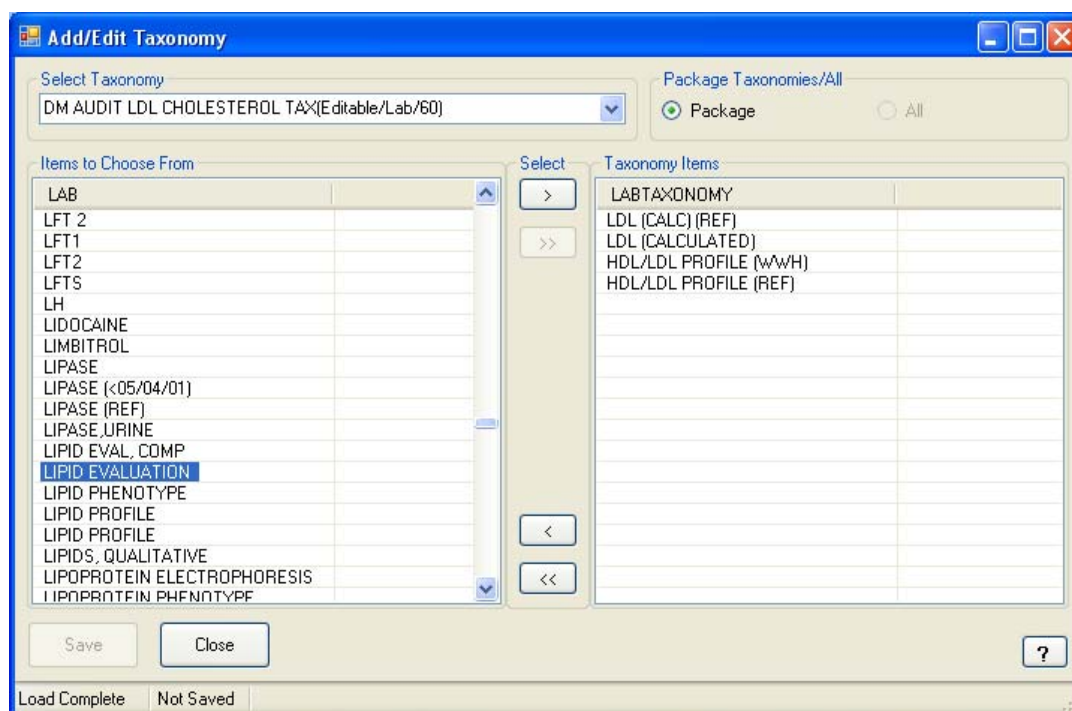 Add/Edit Taxonomy
Select Taxonomy
DM AUDIT LDL CHOLESTEROL TAX(Editable/Lab/60)
Package Taxonomies/All
Package
All
Items to Choose From
LAB
LFT 2
LFT1
LFT2
LFTS
LH
LIDOCAINE
LIMBITROL
LIPASE
LIPASE (<05/04/01)
LIPASE (REF)
LIPASE,URINE
LIPID EVAL, COMP
LIPID EVALUATION
LIPID PHENOTYPE
LIPID PROFILE
LIPID PROFILE
LIPIDS, QUALITATIVE
LIPOPROTEIN ELECTROPHORESIS
LIPOPROTEIN PHENOTYPE
Select
>
>>
<
<<
Taxonomy Items
LABTAXONOMY
LDL (CALC) (REF)
LDL (CALCULATED)
HDL/LDL PROFILE (WWH)
HDL/LDL PROFILE (REF)
Save
Close
?
Load Complete
Not Saved